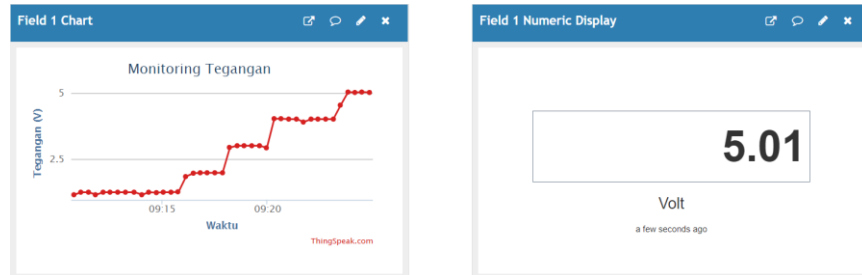 Field 1 Chart
Monitoring Tegangan
Tegangan (V)
5
2.5
09:15
09:20
Waktu
ThingSpeak.com
Field 1 Numeric Display
5.01
Volt
a few seconds ago